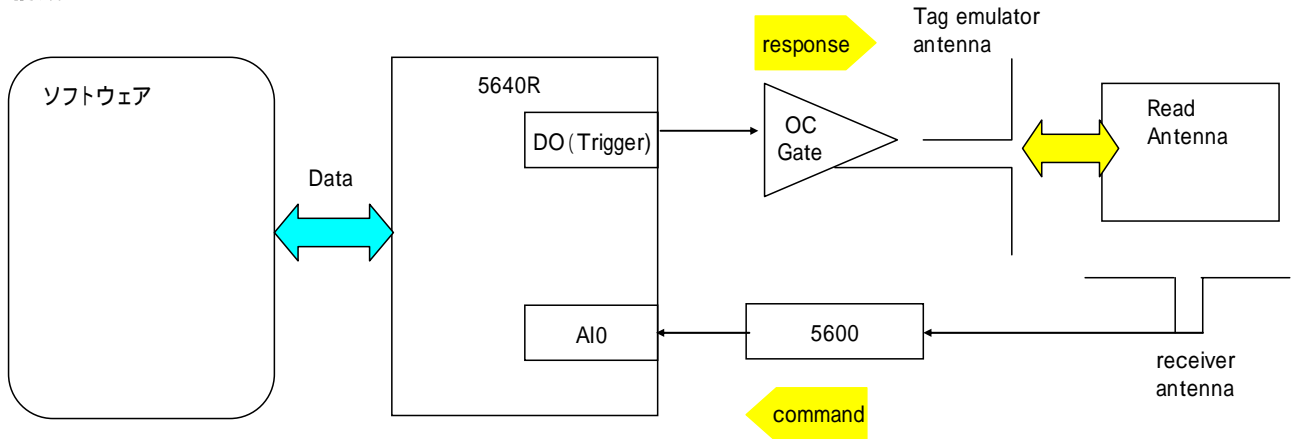 ソフトウェア
Data
5640R
DO(Trigger)
AI0
response
OC
Gate
Tag emulator
antenna
Read
Antenna
5600
command
receiver
antenna